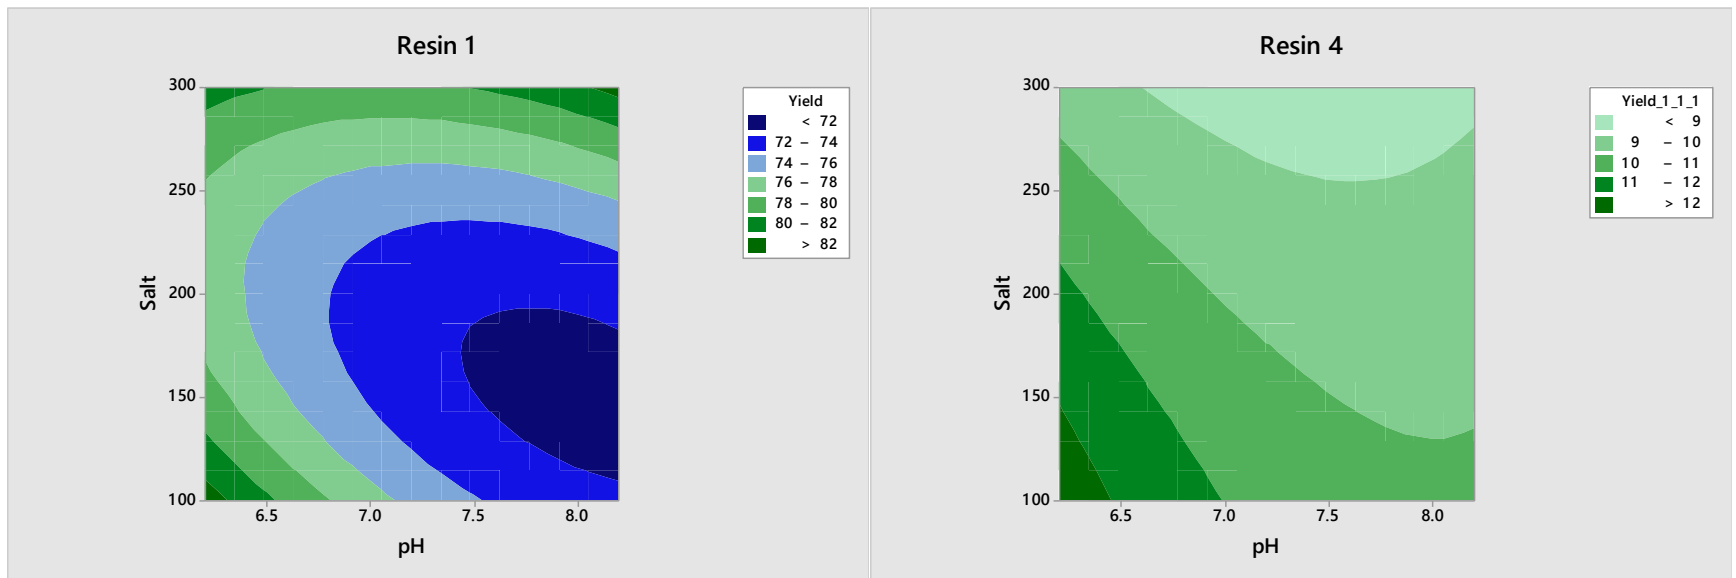 Resin 1
300
250
200
150
100
Salt
6.5 7.0 7.5 8.0
pH
Yield
< 72
72 – 74
74 – 76
76 – 78
78 – 80
80 – 82
> 82
Resin 4
300
250
200
150
100
Salt
6.5 7.0 7.5 8.0
pH
Yield_1_1_1
< 9
9 – 10
10 – 11
11 – 12
> 12